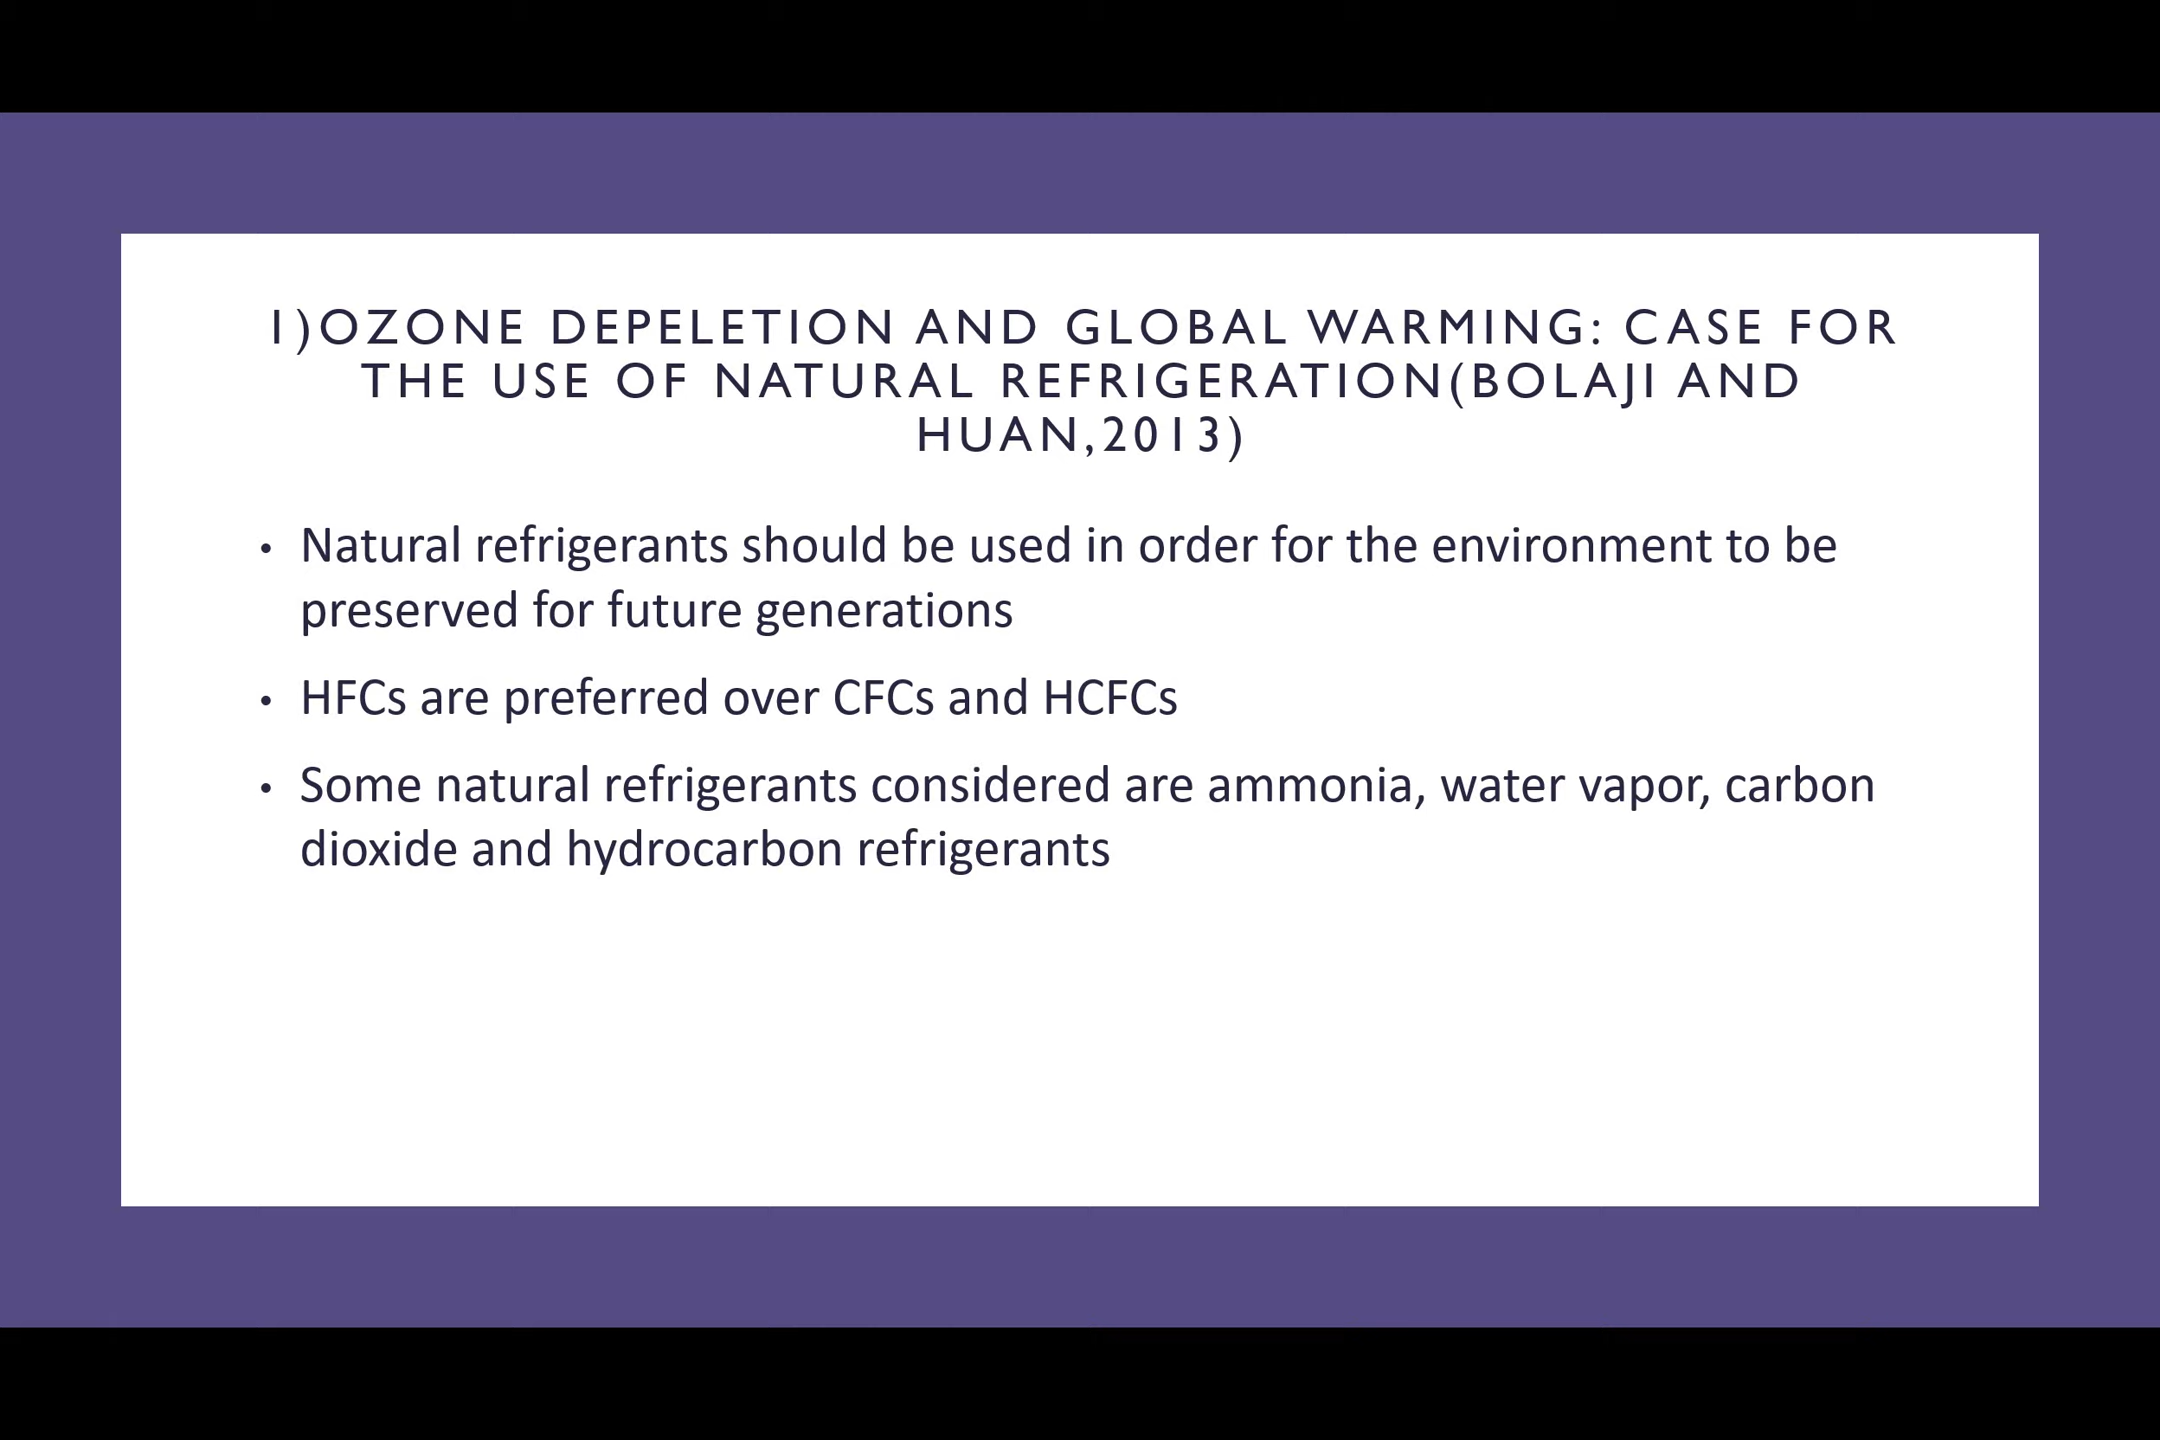 1)OZONE DEPELETION AND GLOBAL WARMING: CASE FOR
THE USE OF NATURAL REFRIGERATION(BOLAJI AND
HUAN,2013)
• Natural refrigerants should be used in order for the environment to be
preserved for future generations
• HFCs are preferred over CFCs and HCFCs
• Some natural refrigerants considered are ammonia, water vapor, carbon
dioxide and hydrocarbon refrigerants